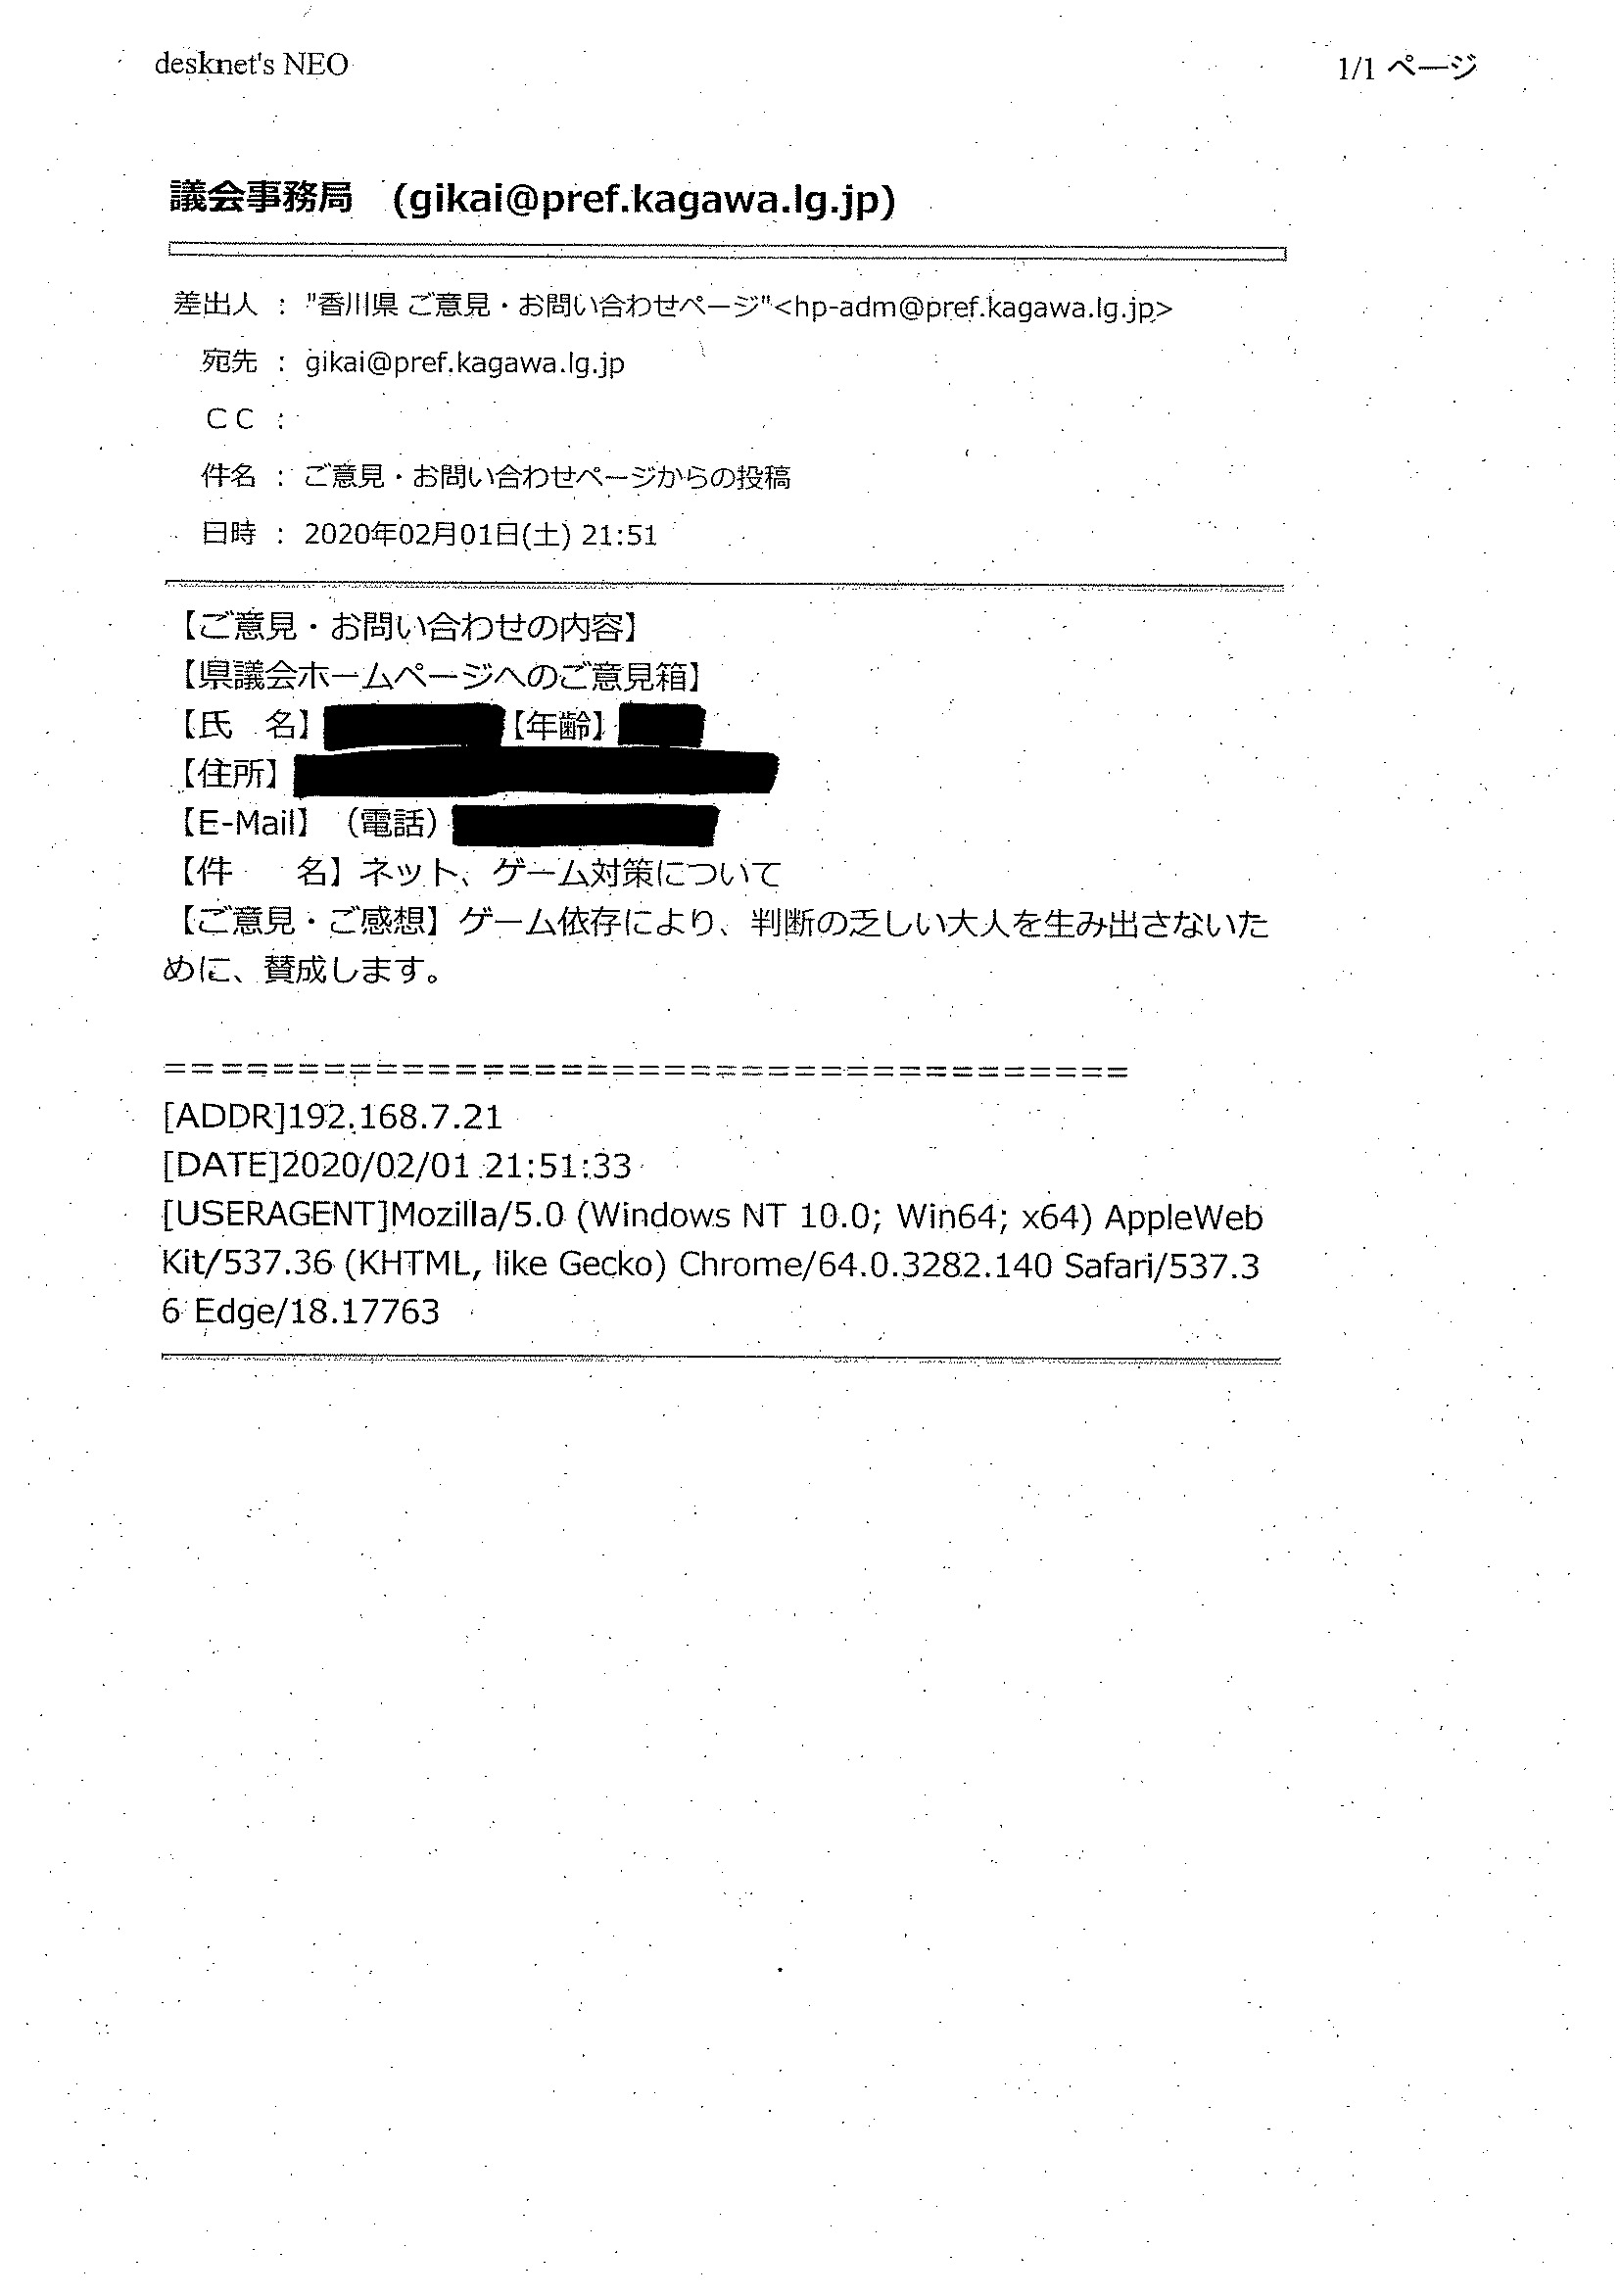 desknet's NEO
1/1 ページ
議会事務局 (gikai@pref.kagawa.lg.jp)
差出人 : "香川県 ご意見・お問い合わせページ"<hp-adm@pref.kagawa.lg.jp>
宛先 : gikai@pref.kagawa.lg.jp
ＣＣ :
件名 : ご意見・お問い合わせページからの投稿
日時 : 2020年02月01日(土) 21:51
【ご意見・お問い合わせの内容】
【県議会ホームページへのご意見箱】
【氏　名】 【年齢】
【住所】
【E-Mail】（電話）
【件　　名】ネット、ゲーム対策について
【ご意見・ご感想】ゲーム依存により、判断の乏しい大人を生み出さないた
めに、賛成します。
=====================================
[ADDR]192.168.7.21
[DATE]2020/02/01 21:51:33
[USERAGENT]Mozilla/5.0 (Windows NT 10.0; Win64; x64) AppleWeb
Kit/537.36 (KHTML, like Gecko) Chrome/64.0.3282.140 Safari/537.3
6 Edge/18.17763